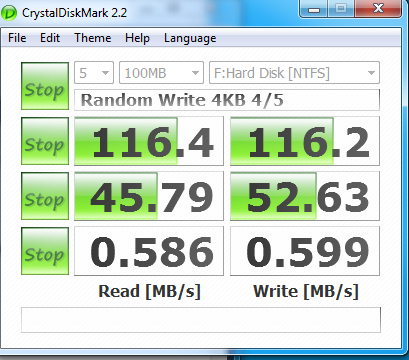 CrystalDiskMark 2.2
File Edit Theme Help Language
Stop 5 100MB F:Hard Disk [NTFS]
Random Write 4KB 4/5
Stop 116.4 116.2
Stop 45.79 52.63
Stop 0.586 0.599
Read [MB/s] Write [MB/s]